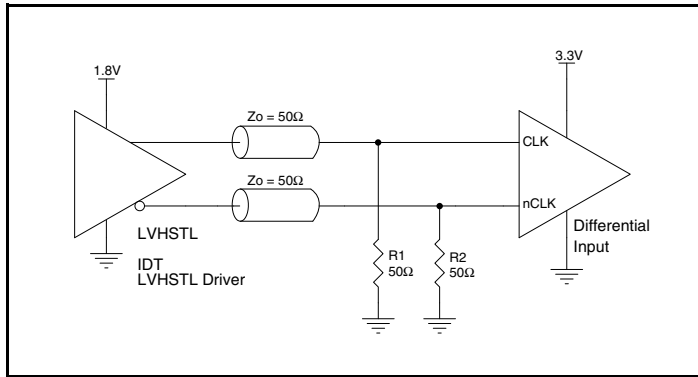 1.8V
3.3V
Zo = 50Ω
CLK
Zo = 50Ω
nCLK
LVHSTL
IDT
LVHSTL Driver
R1
50Ω
R2
50Ω
Differential
Input